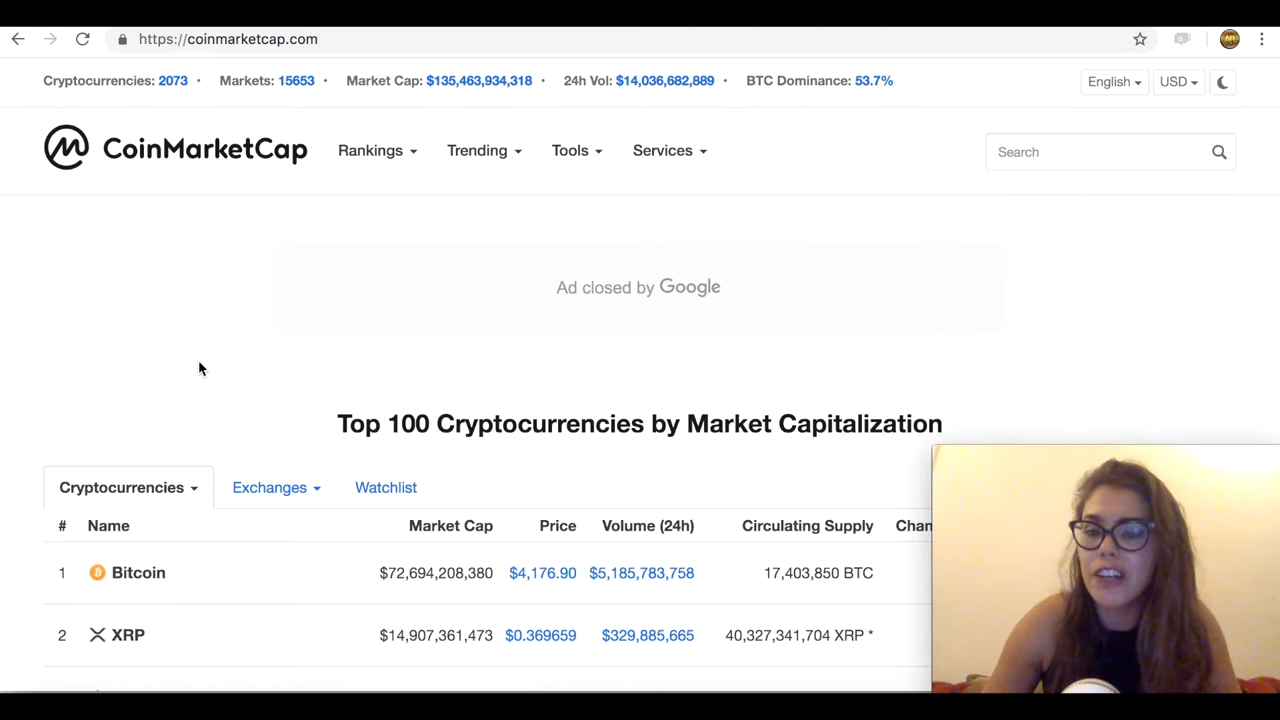 https://coinmarketcap.com
Cryptocurrencies: 2073 • Markets: 15653 • Market Cap: $135,463,934,318 • 24h Vol: $14,036,682,889 • BTC Dominance: 53.7% English USD
CoinMarketCap Rankings Trending Tools Services Search
Ad closed by Google
Top 100 Cryptocurrencies by Market Capitalization
Cryptocurrencies Exchanges Watchlist
# Name Market Cap Price Volume (24h) Circulating Supply
1 Bitcoin $72,694,208,380 $4,176.90 $5,185,783,758 17,403,850 BTC
2 XRP $14,907,361,473 $0.369659 $329,885,665 40,327,341,704 XRP *